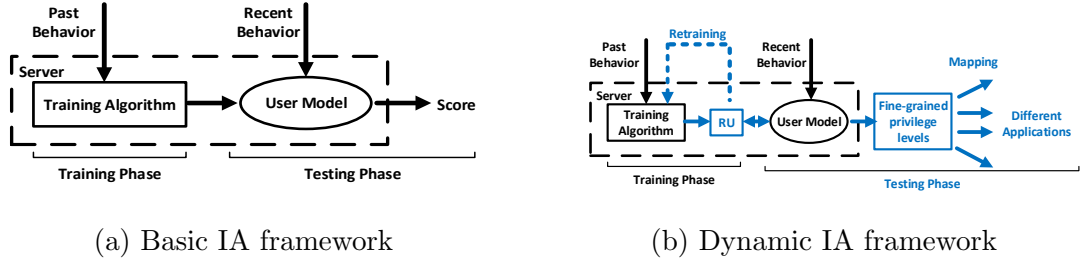 Past
Behavior
Recent
Behavior
Server
Training Algorithm
User Model
Score
Training Phase
Testing Phase
(a) Basic IA framework
Retraining
Past
Behavior
Recent
Behavior
Mapping
Server
Training
Algorithm
RU
User Model
Fine-grained
privilege
levels
Different
Applications
Training Phase
Testing Phase
(b) Dynamic IA framework